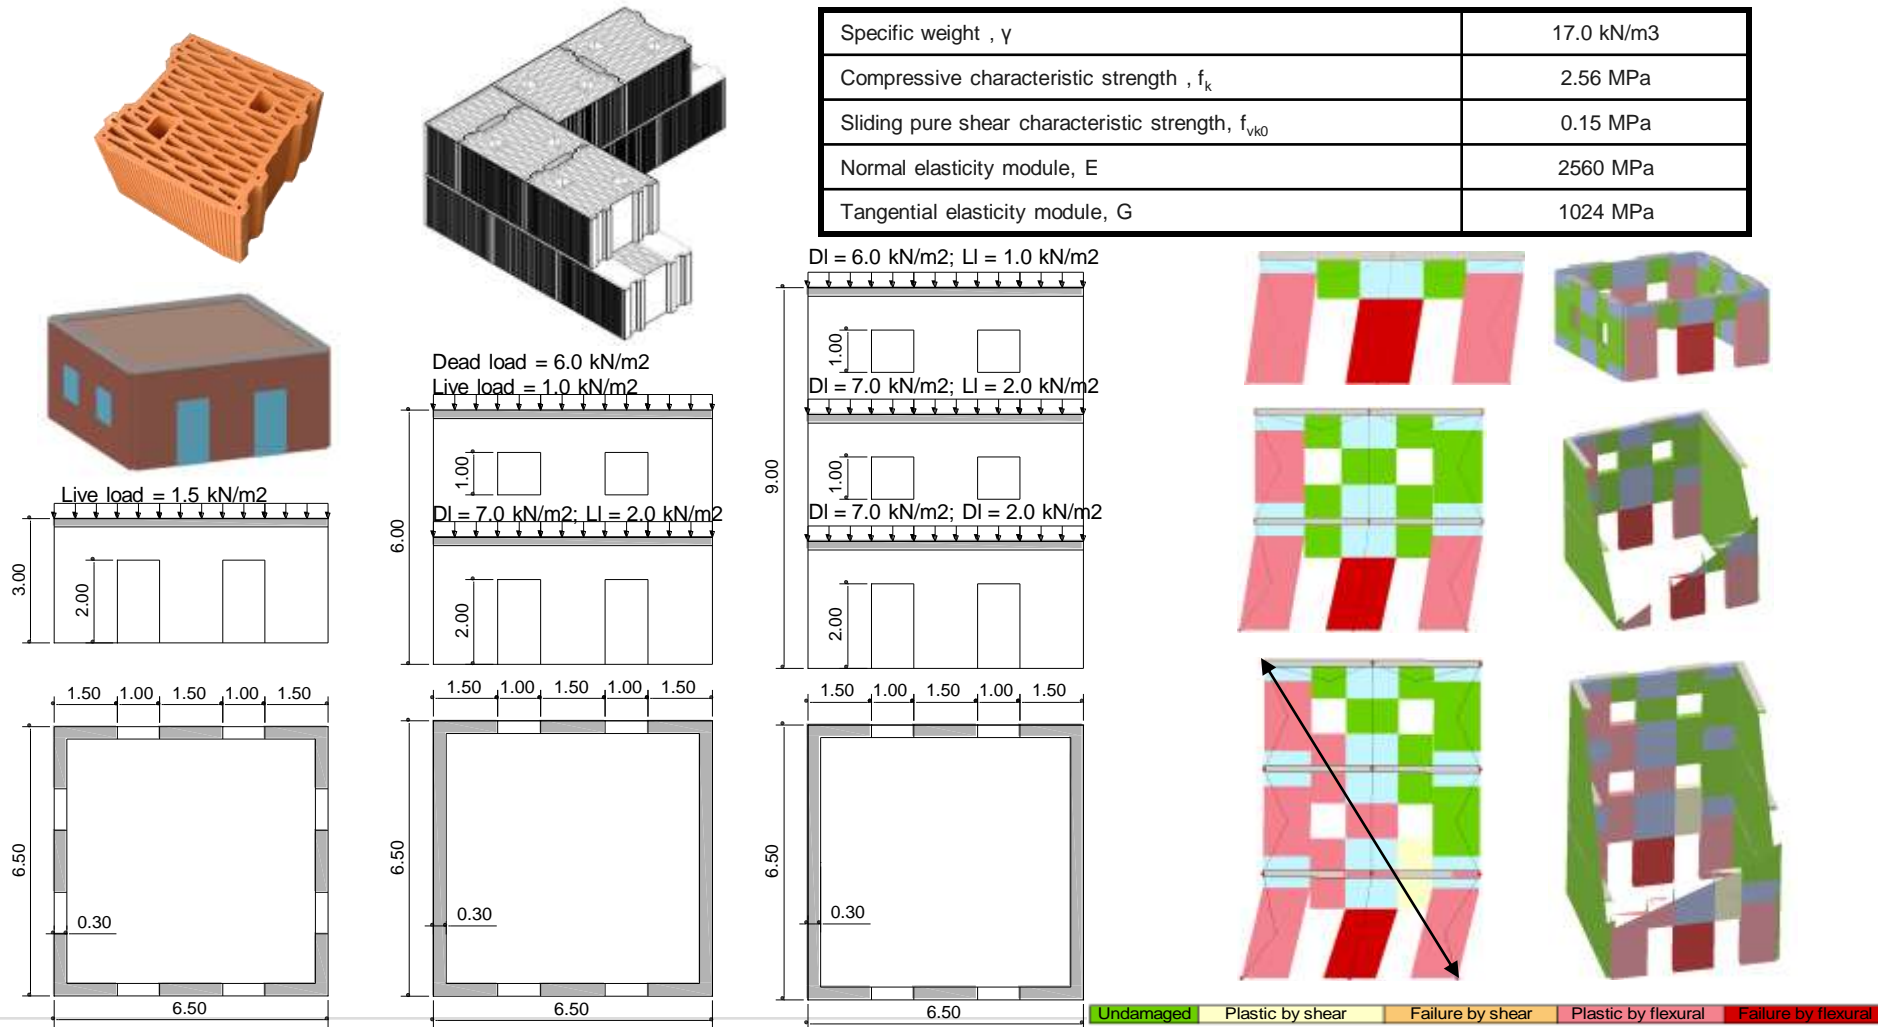 Specific weight , γ 17.0 kN/m3
Compressive characteristic strength , fk 2.56 MPa
Sliding pure shear characteristic strength, fvk0 0.15 MPa
Normal elasticity module, E 2560 MPa
Tangential elasticity module, G 1024 MPa
Live load = 1.5 kN/m2
3.00
2.00
1.50 1.00 1.50 1.00 1.50
6.50
0.30
6.50
Dead load = 6.0 kN/m2
Live load = 1.0 kN/m2
1.00
Dl = 7.0 kN/m2; Ll = 2.0 kN/m2
6.00
2.00
1.50 1.00 1.50 1.00 1.50
6.50
0.30
6.50
Dl = 6.0 kN/m2; Ll = 1.0 kN/m2
1.00
Dl = 7.0 kN/m2; Ll = 2.0 kN/m2
9.00
1.00
Dl = 7.0 kN/m2; Dl = 2.0 kN/m2
2.00
1.50 1.00 1.50 1.00 1.50
6.50
0.30
6.50
Undamaged Plastic by shear Failure by shear Plastic by flexural Failure by flexural